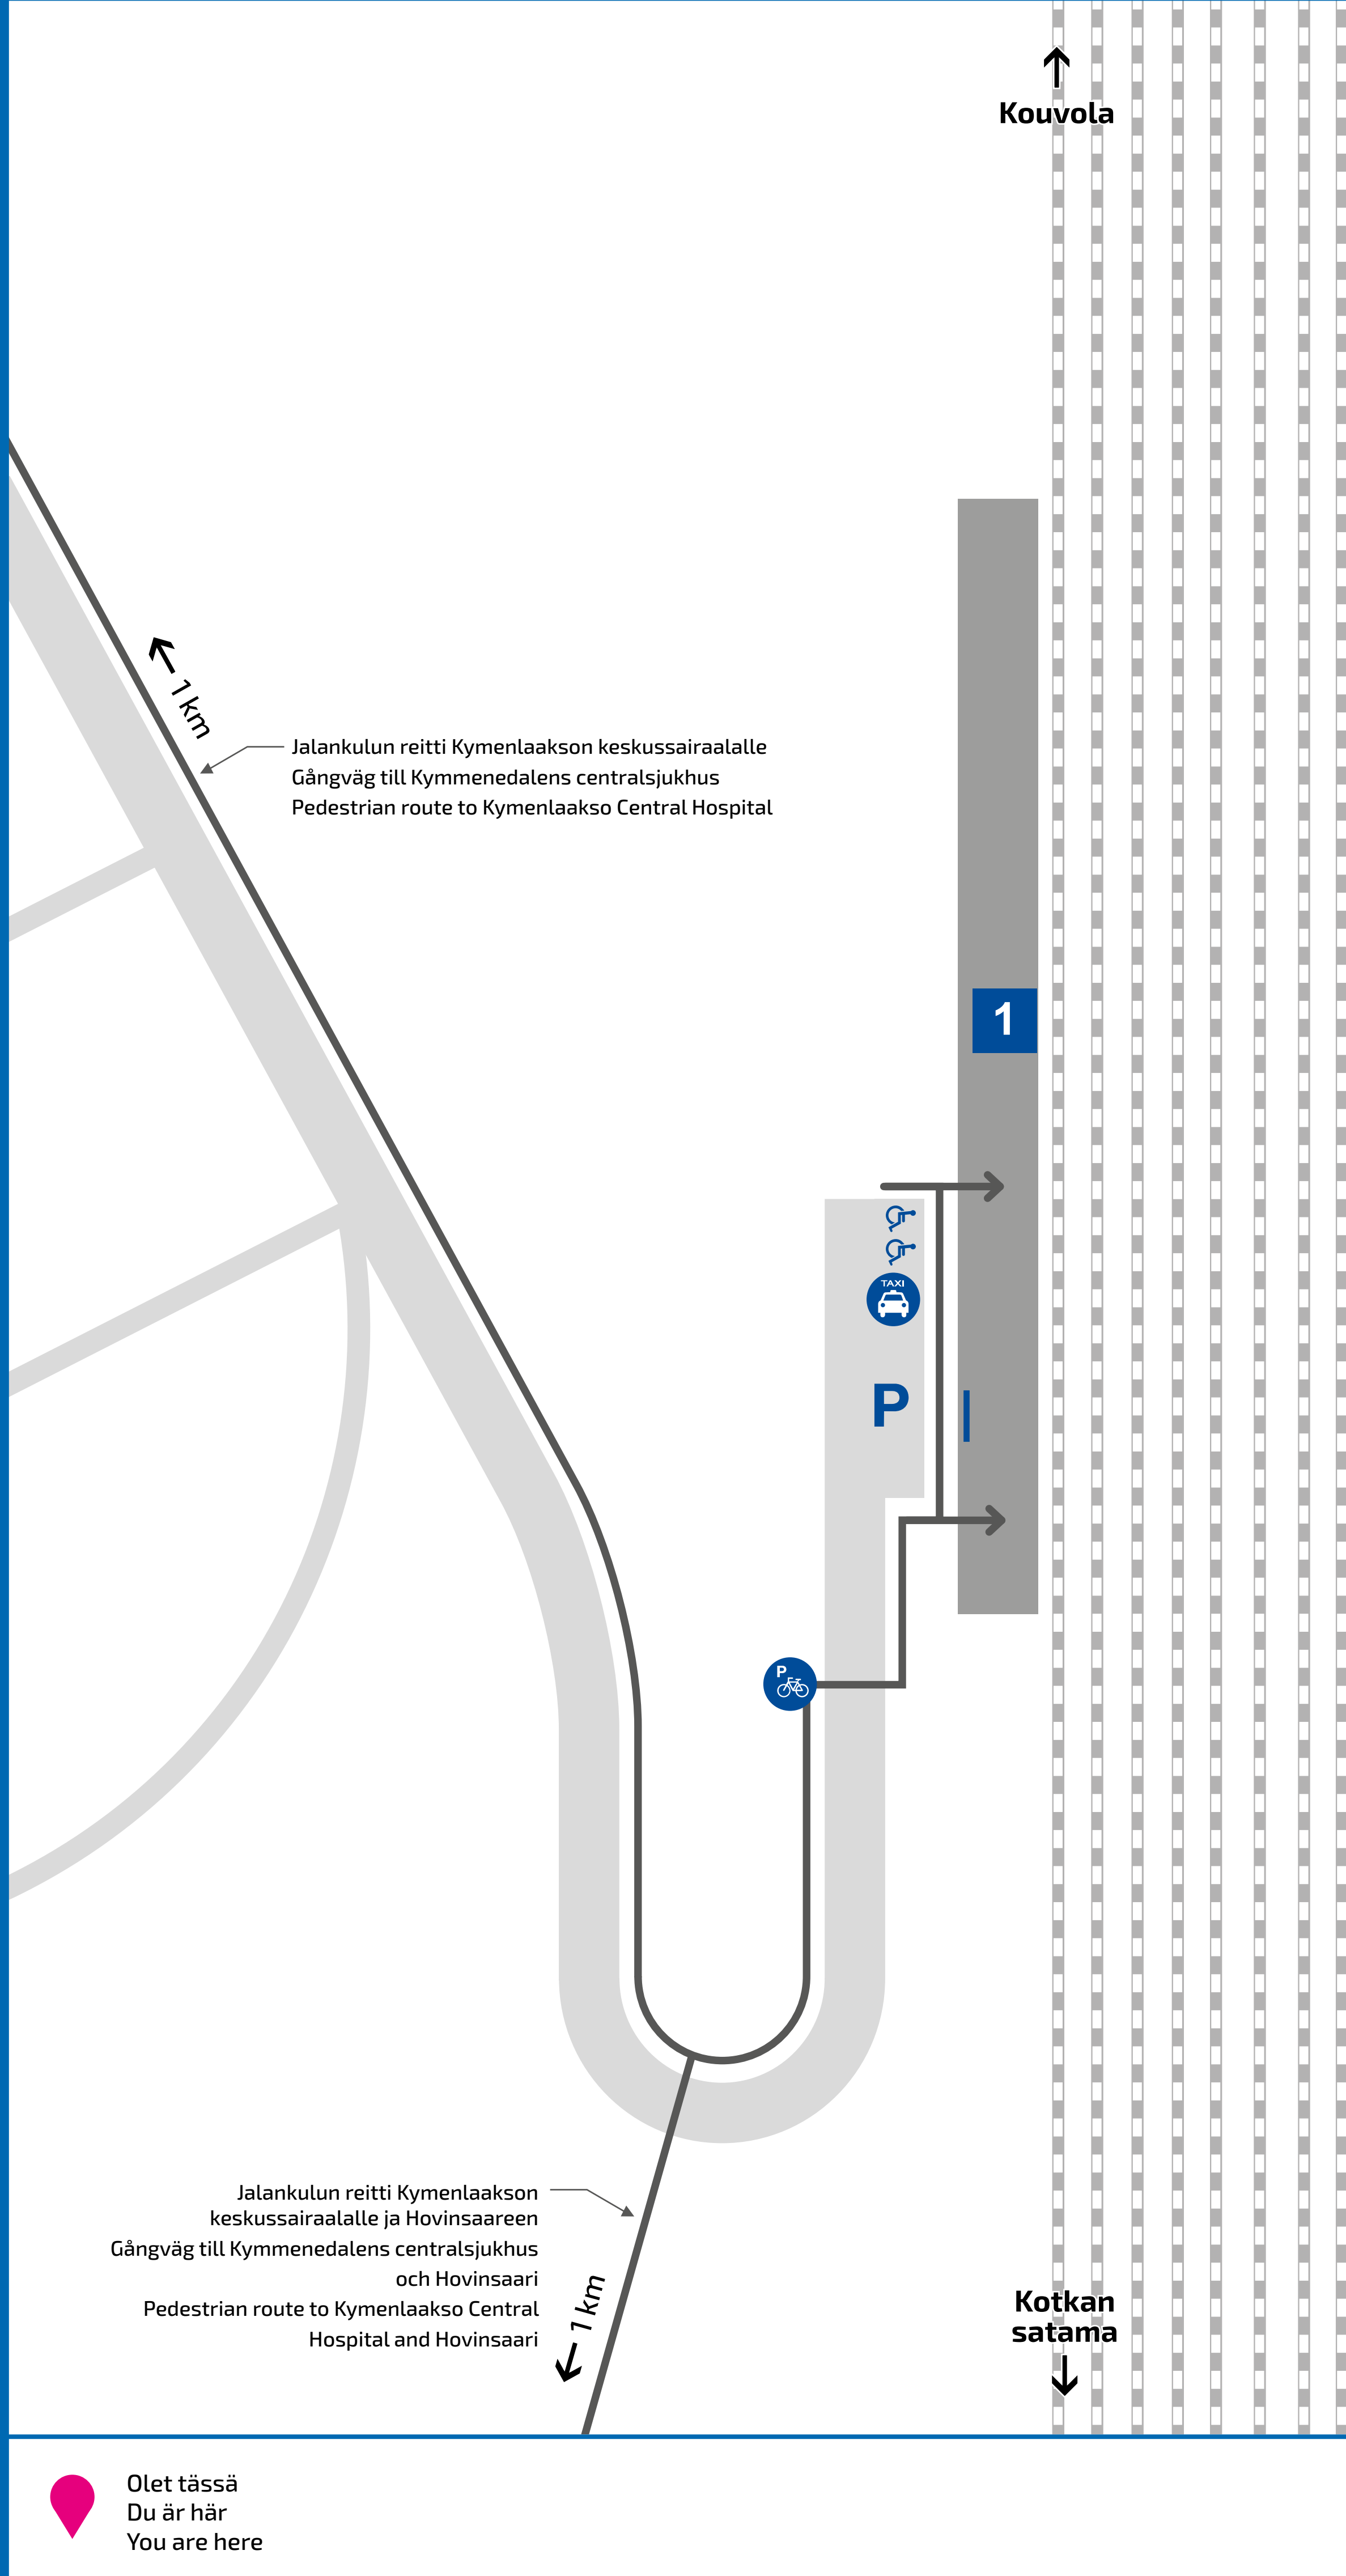 Kouvola
1 km
Jalankulun reitti Kymenlaakson keskussairaalalle
Gångväg till Kymmenedalens centralsjukhus
Pedestrian route to Kymenlaakso Central Hospital
1
TAXI
P
P
Jalankulun reitti Kymenlaakson
keskussairaalalle ja Hovinsaareen
Gångväg till Kymmenedalens centralsjukhus
och Hovinsaari
Pedestrian route to Kymenlaakso Central
Hospital and Hovinsaari
1 km
Kotkan
satama
Olet tässä
Du är här
You are here